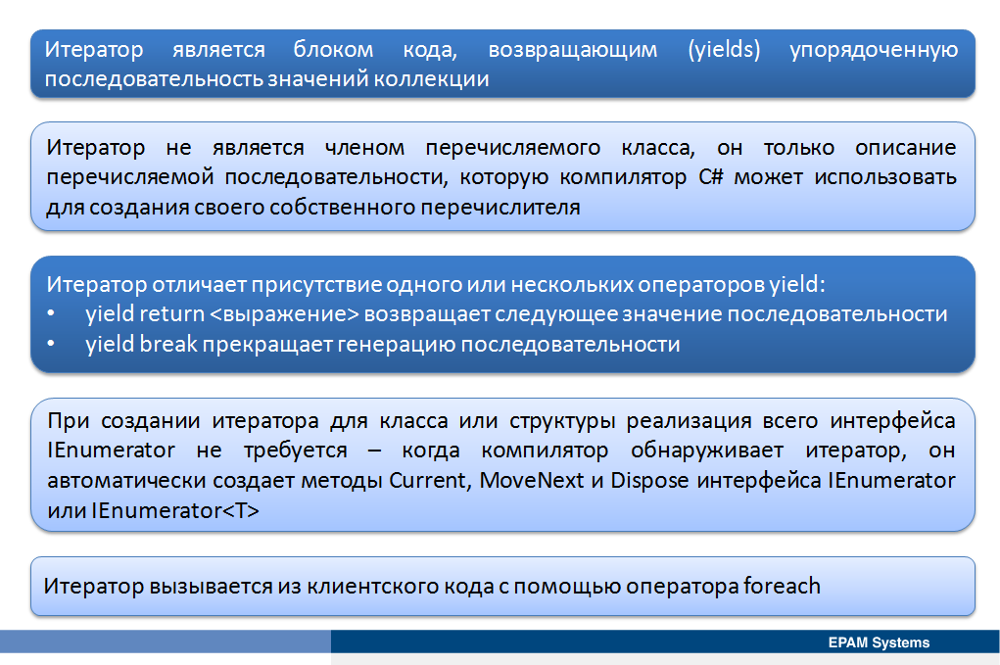 Итератор является блоком кода, возвращающим (yields) упорядоченную
последовательность значений коллекции
Итератор не является членом перечисляемого класса, он только описание
перечисляемой последовательности, которую компилятор C# может использовать
для создания своего собственного перечислителя
Итератор отличает присутствие одного или нескольких операторов yield:
• yield return <выражение> возвращает следующее значение последовательности
• yield break прекращает генерацию последовательности
При создании итератора для класса или структуры реализация всего интерфейса
IEnumerator не требуется – когда компилятор обнаруживает итератор, он
автоматически создает методы Current, MoveNext и Dispose интерфейса IEnumerator
или IEnumerator<T>
Итератор вызывается из клиентского кода с помощью оператора foreach
EPAM Systems